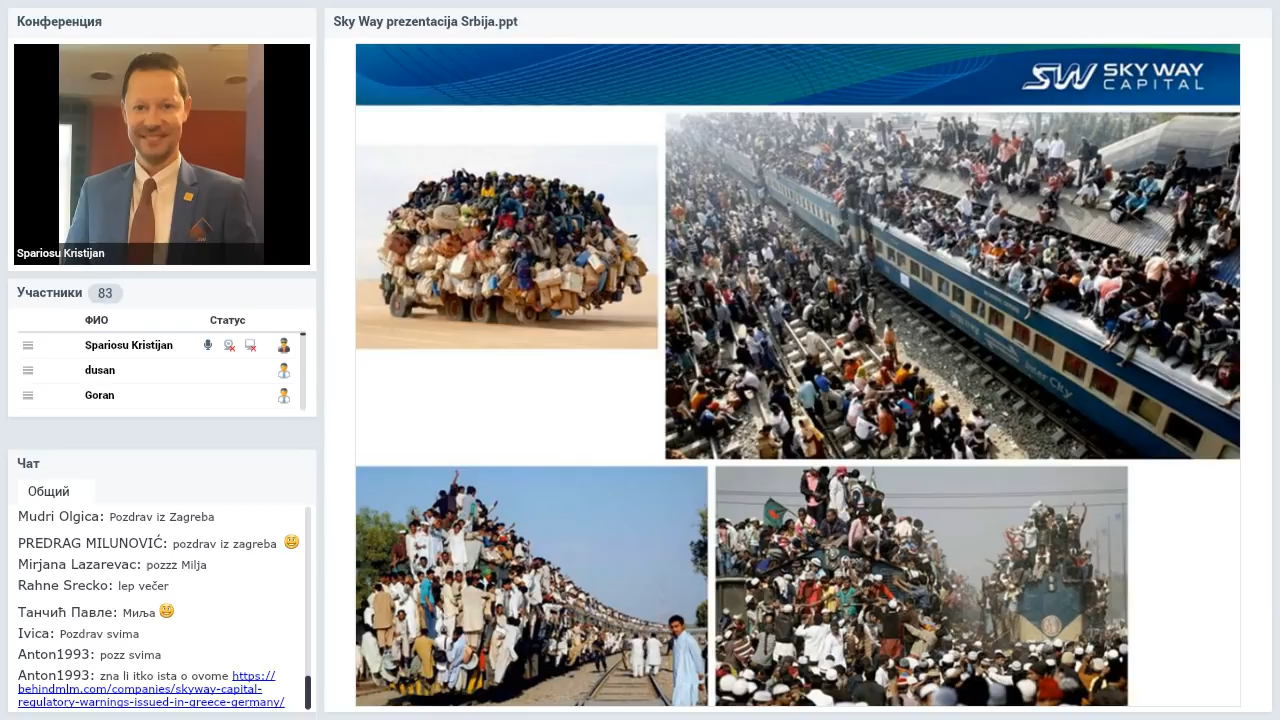 Конференция
Spariosu Kristijan
Участники 83
ФИО Статус
Spariosu Kristijan
dusan
Goran
Чат
Общий
Mudri Olgica: Pozdrav iz Zagreba
PREDRAG MILUNOVIĆ: pozdrav iz zagreba
Mirjana Lazarevac: pozzz Milja
Rahne Srecko: lep večer
Танчић Павле: Миља
Ivica: Pozdrav svima
Anton1993: pozz svima
Anton1993: zna li itko ista o ovome https://
behindmlm.com/companies/skyway-capital-
regulatory-warnings-issued-in-greece-germany/
Sky Way prezentacija Srbija.ppt
SW SKY WAY
CAPITAL
Inter City